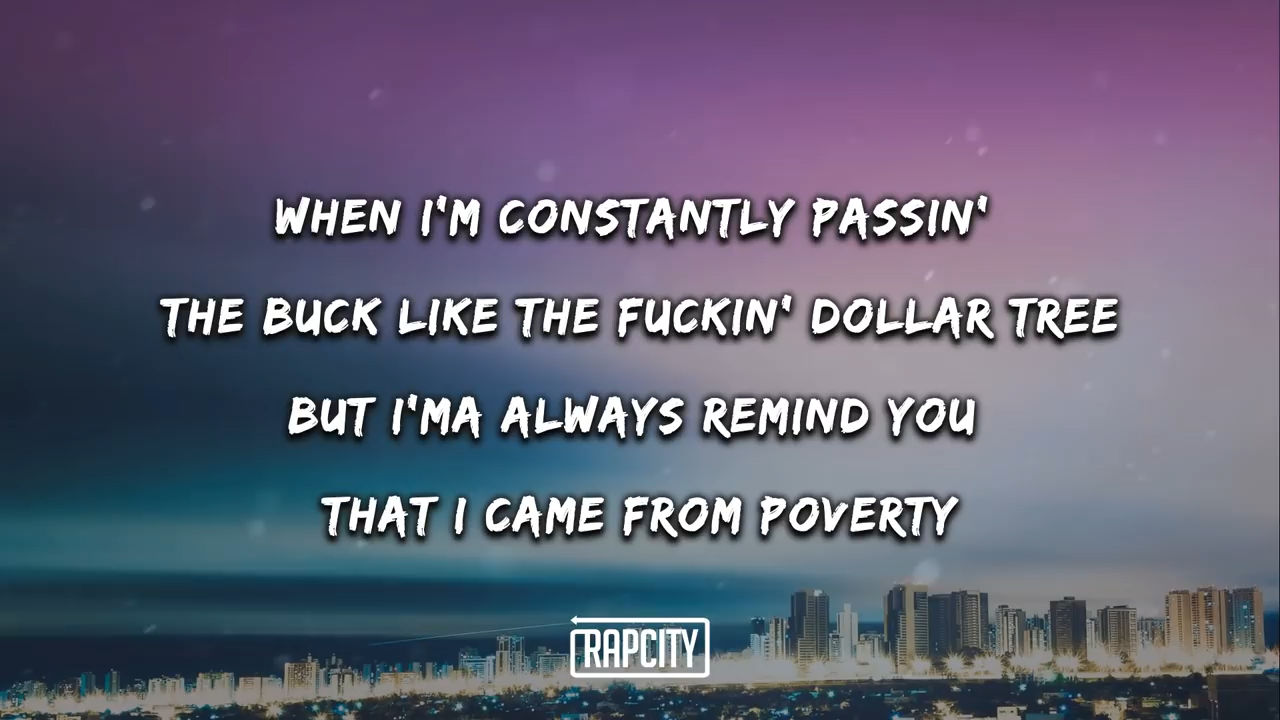 WHEN I'M CONSTANTLY PASSIN'
THE BUCK LIKE THE FUCKIN' DOLLAR TREE
BUT I'MA ALWAYS REMIND YOU
THAT I CAME FROM POVERTY
RAPCITY